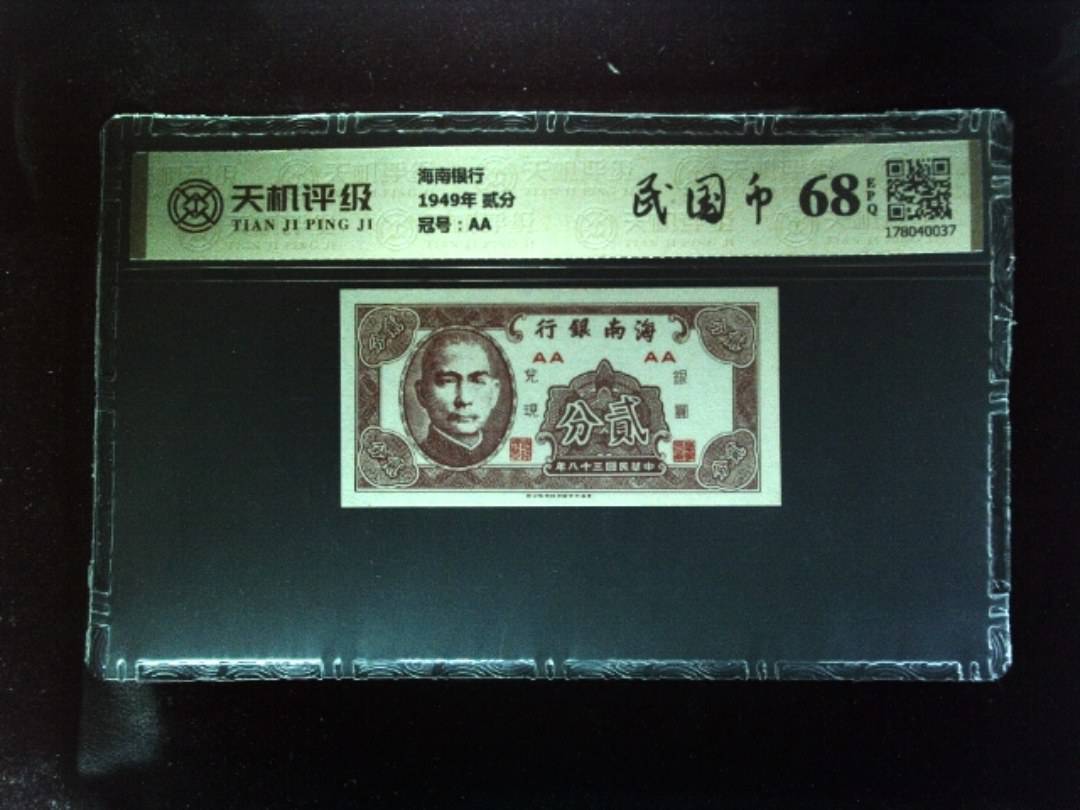 天机评级
TIAN JI PING JI
海南银行
1949年 贰分
冠号：AA
民国币 68 EPQ
178040037
行銀南海
AA AA
兌現
銀圓
分貳
年八十三國民華中